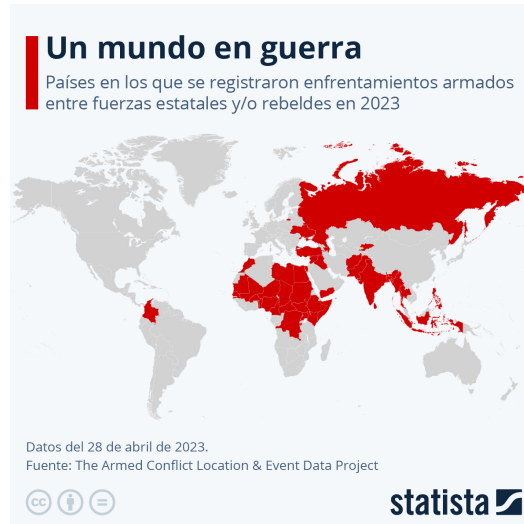 Un mundo en guerra
Países en los que se registraron enfrentamientos armados
entre fuerzas estatales y/o rebeldes en 2023
Datos del 28 de abril de 2023.
Fuente: The Armed Conflict Location & Event Data Project
cc
statista